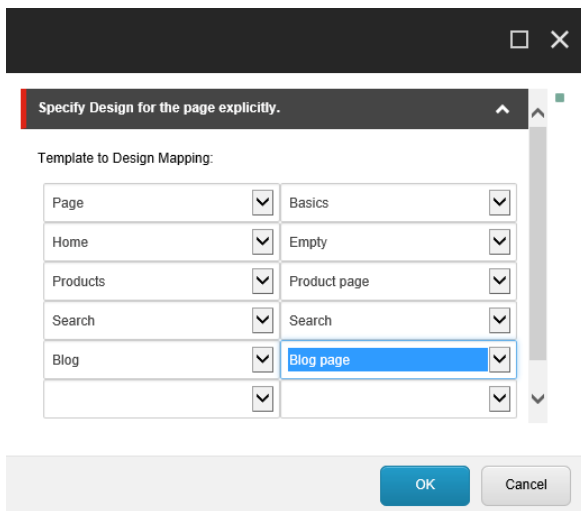 Specify Design for the page explicitly.
Template to Design Mapping:
Page Basics
Home Empty
Products Product page
Search Search
Blog Blog page
OK Cancel